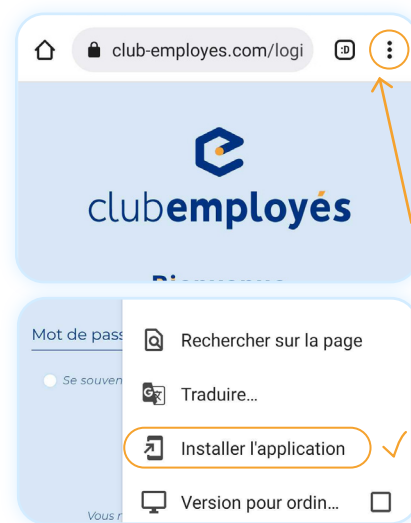 club-employes.com/logi
:D
clubemployés
Mot de pass
Se souven
Rechercher sur la page
Traduire...
Installer l'application
Version pour ordin...
Vous r